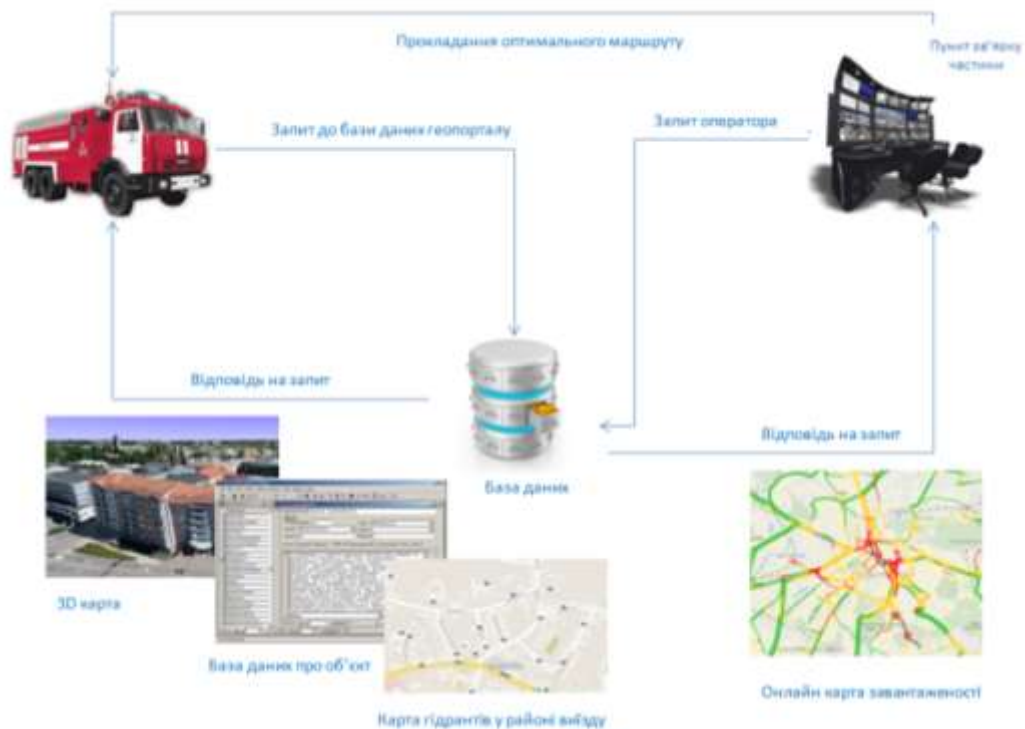 Прокладання оптимального маршруту
Пункт зв'язку
частини
Запит до бази даних геопорталу
Запит оператора
Відповідь на запит
Відповідь на запит
База даних
3D карта
База даних про об'єкт
Карта гідрантів у районі виїзду
Онлайн карта завантаженості